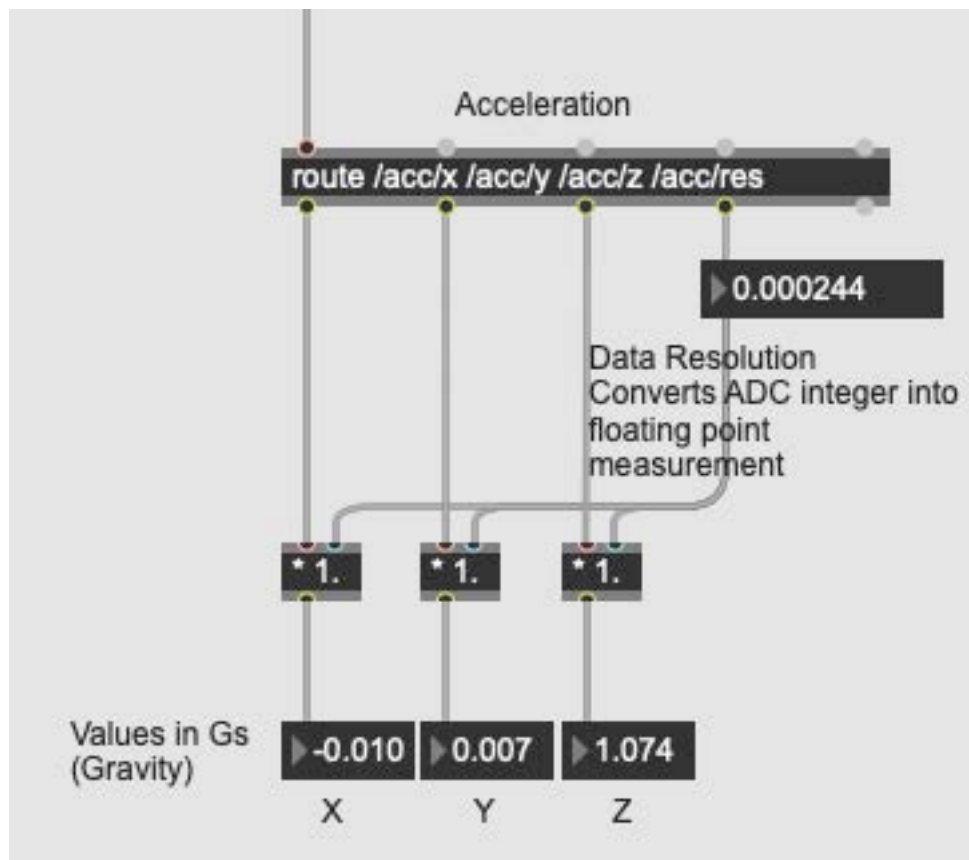 Acceleration
route /acc/x /acc/y /acc/z /acc/res
0.000244
Data Resolution
Converts ADC integer into
floating point
measurement
* 1.
* 1.
* 1.
Values in Gs
(Gravity)
-0.010
0.007
1.074
X
Y
Z